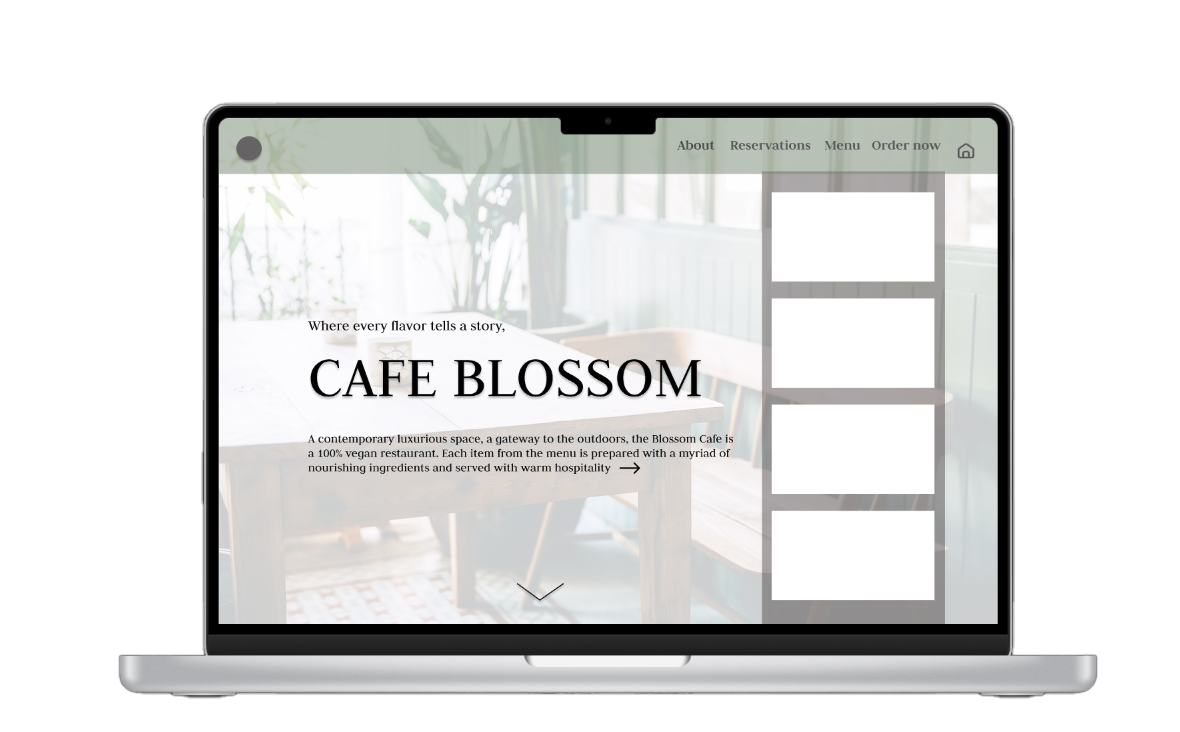 About Reservations Menu Order now
Where every flavor tells a story,
CAFE BLOSSOM
A contemporary luxurious space, a gateway to the outdoors, the Blossom Cafe is
a 100% vegan restaurant. Each item from the menu is prepared with a myriad of
nourishing ingredients and served with warm hospitality